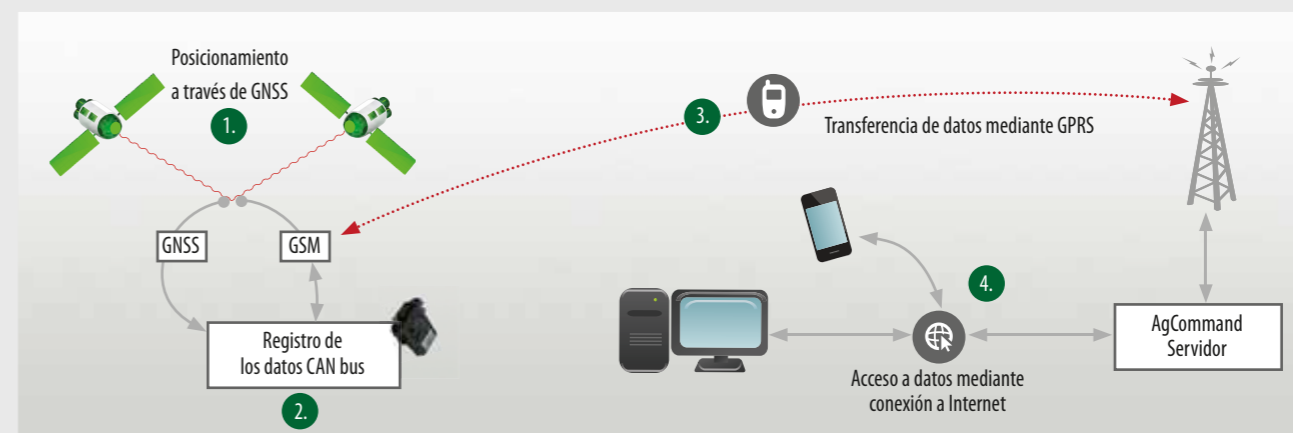 Posicionamiento
a través de GNSS
1.
GNSS
GSM
Registro de
los datos CAN bus
2.
3.
Transferencia de datos mediante GPRS
4.
Acceso a datos mediante
conexión a Internet
AgCommand
Servidor